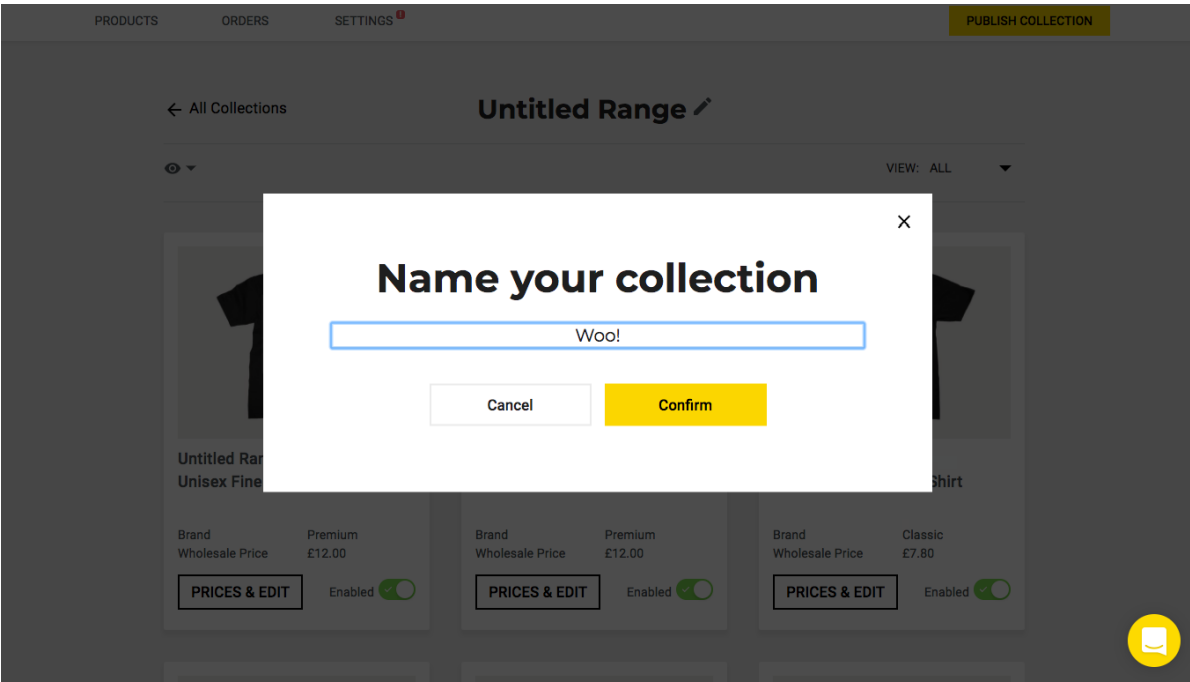 PRODUCTS ORDERS SETTINGS PUBLISH COLLECTION
← All Collections Untitled Range
VIEW: ALL
Name your collection
Woo!
Cancel Confirm
Untitled
Unisex Fine
Brand Premium Brand Premium Brand Classic
Wholesale Price £12.00 Wholesale Price £12.00 Wholesale Price £7.80
PRICES & EDIT Enabled PRICES & EDIT Enabled PRICES & EDIT Enabled